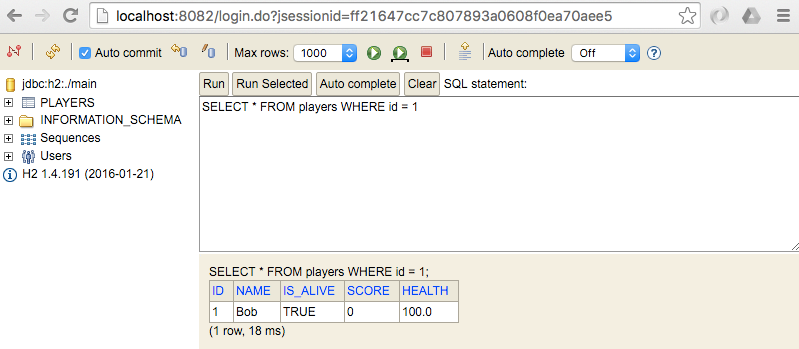 localhost:8082/login.do?jsessionid=ff21647cc7c807893a0608f0ea70aee5
Auto commit Max rows: 1000 Auto complete Off ?
jdbc:h2:./main
PLAYERS
INFORMATION_SCHEMA
Sequences
Users
H2 1.4.191 (2016-01-21)
Run Run Selected Auto complete Clear SQL statement:
SELECT * FROM players WHERE id = 1
SELECT * FROM players WHERE id = 1;
ID NAME IS_ALIVE SCORE HEALTH
1 Bob TRUE 0 100.0
(1 row, 18 ms)